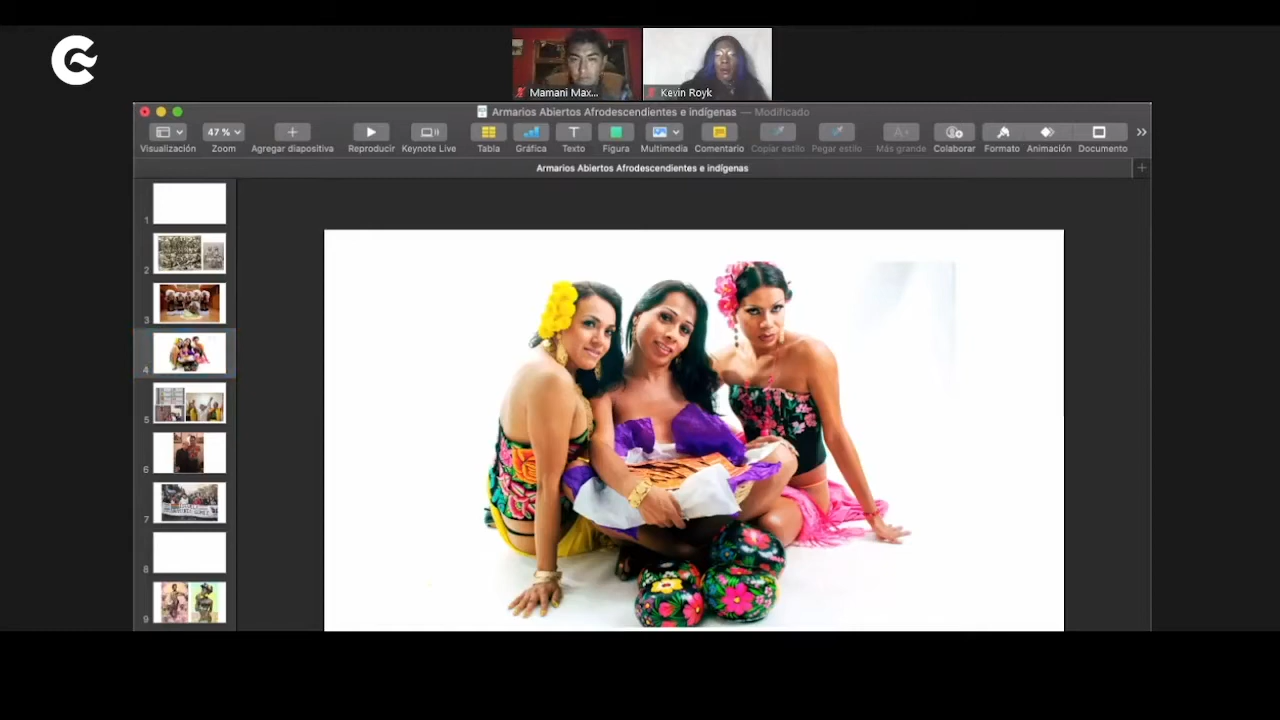 Mamani Max...
Kevin Royk
Armarios Abiertos Afrodescendientes e indígenas — Modificado
47 %
Visualización
Zoom
Agregar diapositiva
Reproducir
Keynote Live
Tabla
Gráfica
Texto
Figura
Multimedia
Comentario
Copiar estilo
Pegar estilo
Más grande
Colaborar
Formato
Animación
Documento
Armarios Abiertos Afrodescendientes e indígenas
1
2
3
4
5
6
7
8
9